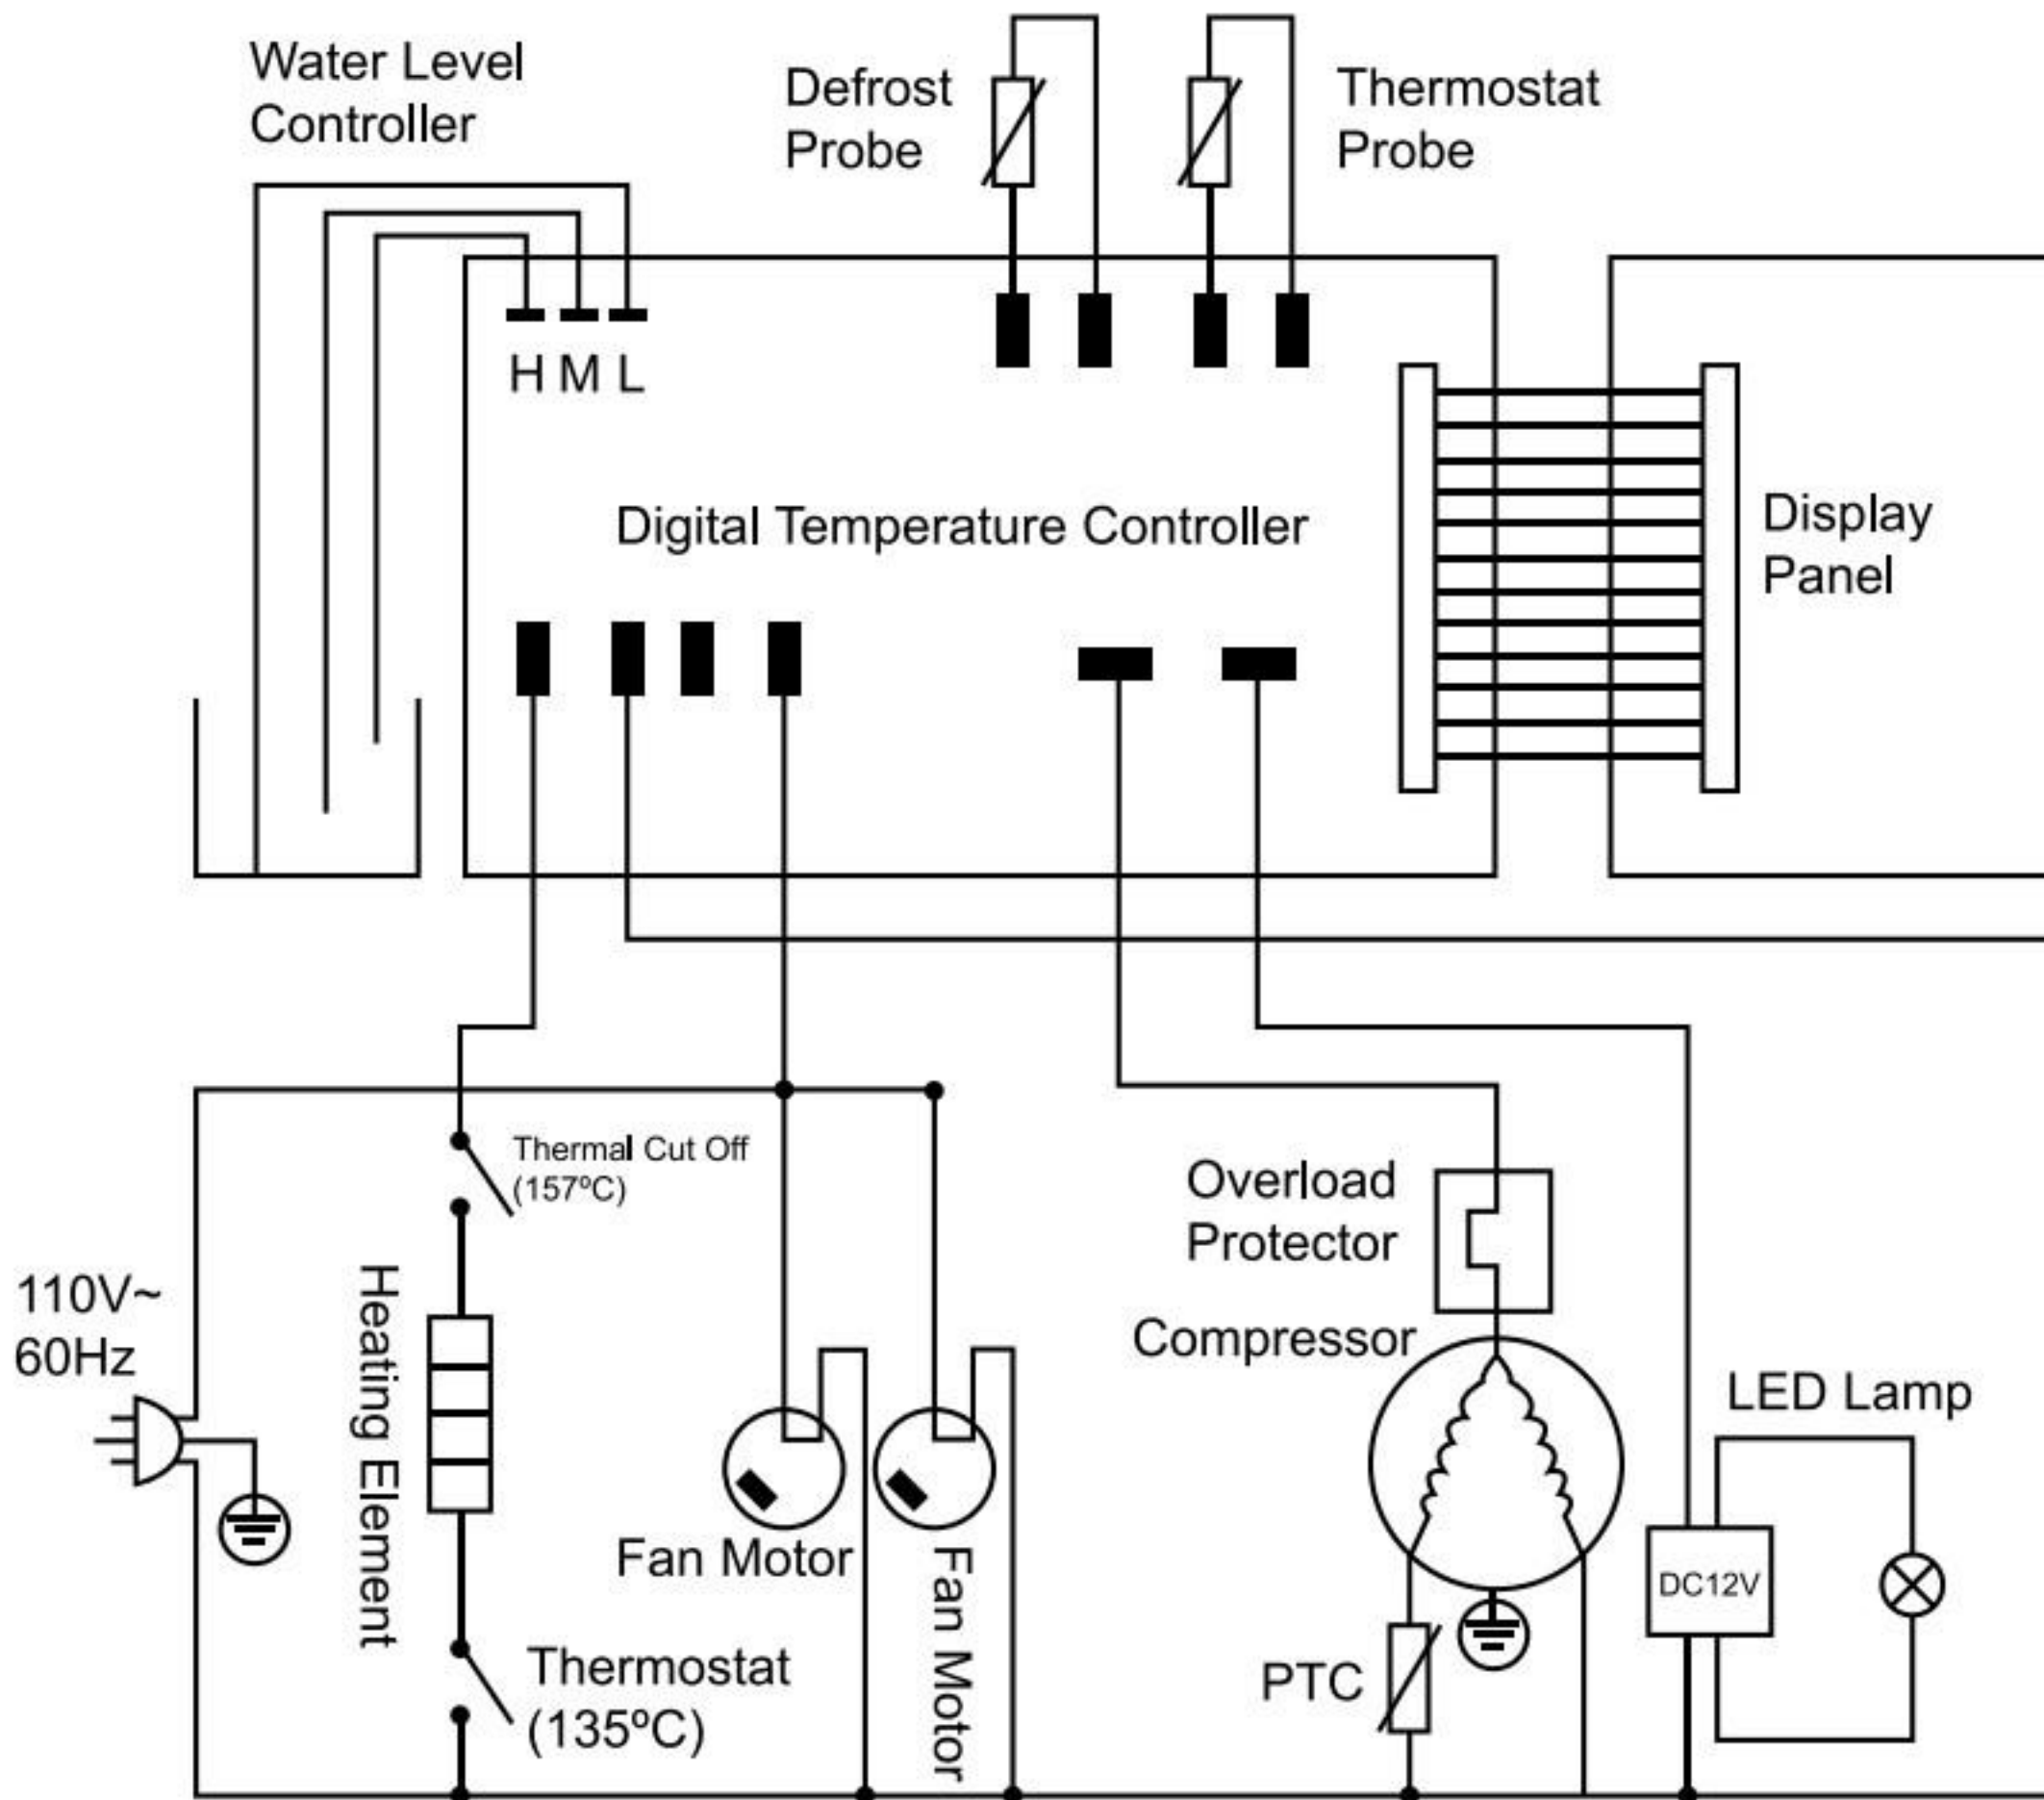 Water Level
Controller
Defrost
Probe
Thermostat
Probe
H M L
Digital Temperature Controller
Display
Panel
Thermal Cut Off
(157ºC)
110V~
60Hz
Heating Element
Overload
Protector
Compressor
LED Lamp
Fan Motor
Fan Motor
DC12V
Thermostat
(135ºC)
PTC